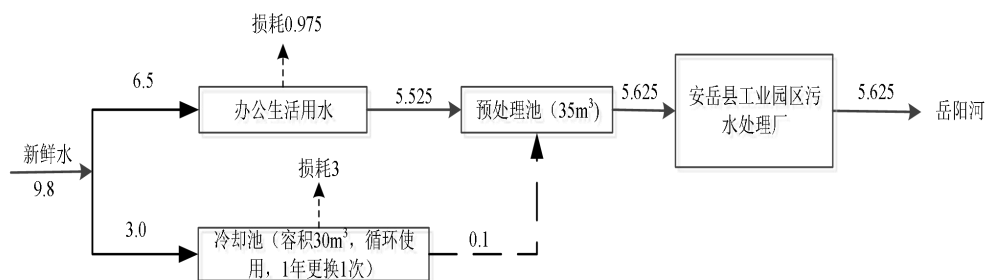 损耗0.975
6.5
办公生活用水
5.525
预处理池（35m³)
5.625
安岳县工业园区污
水处理厂
5.625
岳阳河
新鲜水
9.8
损耗3
3.0
冷却池（容积30m³，循环使
用，1年更换1次）
0.1